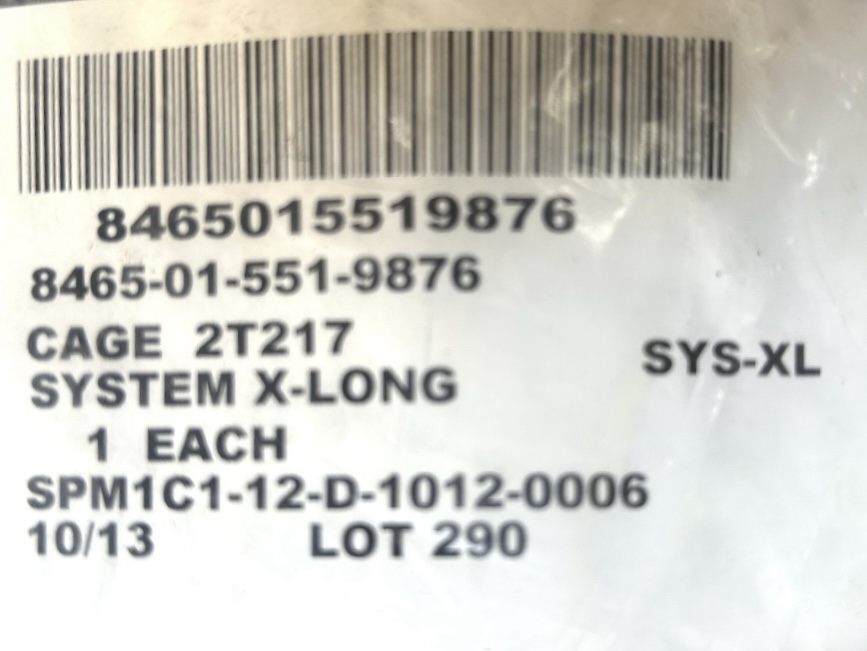 8465015519876
8465-01-551-9876
CAGE 2T217
SYSTEM X-LONG
SYS-XL
1 EACH
SPM1C1-12-D-1012-0006
10/13 LOT 290